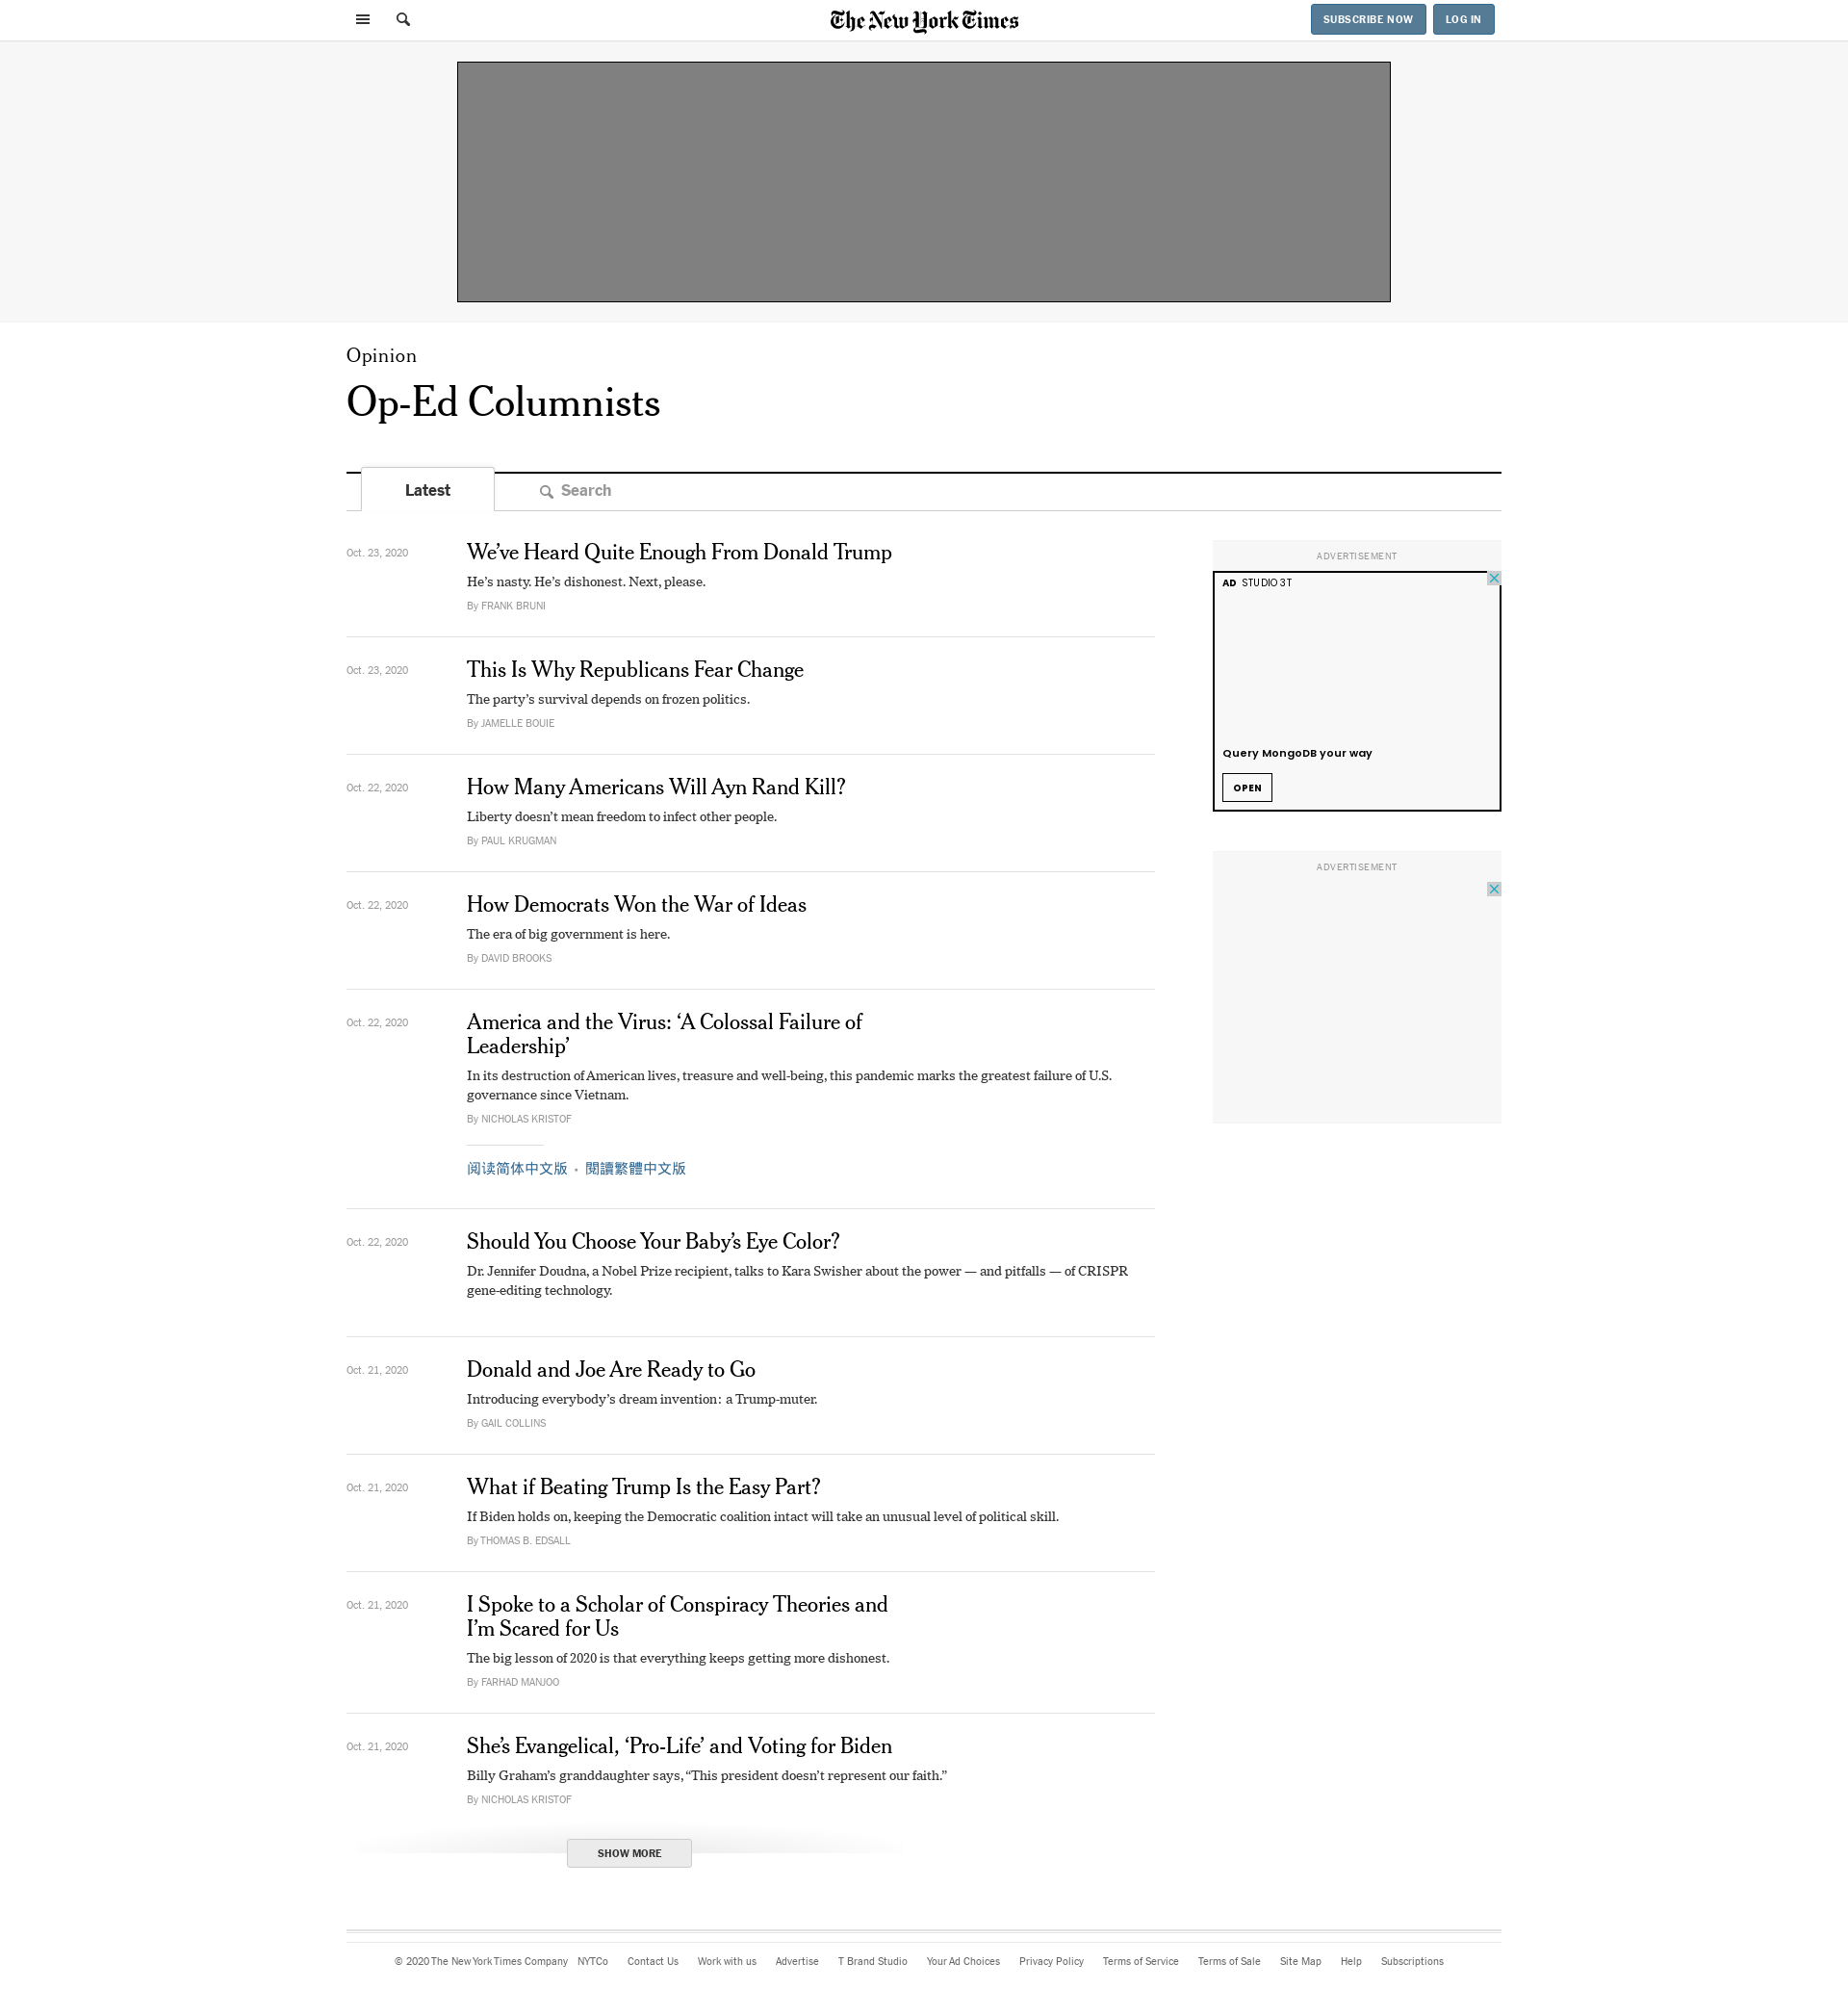 The New York Times
SUBSCRIBE NOW
LOG IN
Opinion
Op-Ed Columnists
Latest
Search
Oct. 23, 2020
We’ve Heard Quite Enough From Donald Trump
He’s nasty. He’s dishonest. Next, please.
By FRANK BRUNI
Oct. 23, 2020
This Is Why Republicans Fear Change
The party’s survival depends on frozen politics.
By JAMELLE BOUIE
Oct. 22, 2020
How Many Americans Will Ayn Rand Kill?
Liberty doesn’t mean freedom to infect other people.
By PAUL KRUGMAN
Oct. 22, 2020
How Democrats Won the War of Ideas
The era of big government is here.
By DAVID BROOKS
Oct. 22, 2020
America and the Virus: ‘A Colossal Failure of
Leadership’
In its destruction of American lives, treasure and well-being, this pandemic marks the greatest failure of U.S.
governance since Vietnam.
By NICHOLAS KRISTOF
阅读简体中文版 • 閱讀繁體中文版
Oct. 22, 2020
Should You Choose Your Baby’s Eye Color?
Dr. Jennifer Doudna, a Nobel Prize recipient, talks to Kara Swisher about the power — and pitfalls — of CRISPR
gene-editing technology.
Oct. 21, 2020
Donald and Joe Are Ready to Go
Introducing everybody’s dream invention: a Trump-muter.
By GAIL COLLINS
Oct. 21, 2020
What if Beating Trump Is the Easy Part?
If Biden holds on, keeping the Democratic coalition intact will take an unusual level of political skill.
By THOMAS B. EDSALL
Oct. 21, 2020
I Spoke to a Scholar of Conspiracy Theories and
I’m Scared for Us
The big lesson of 2020 is that everything keeps getting more dishonest.
By FARHAD MANJOO
Oct. 21, 2020
She’s Evangelical, ‘Pro-Life’ and Voting for Biden
Billy Graham’s granddaughter says, “This president doesn’t represent our faith.”
By NICHOLAS KRISTOF
SHOW MORE
ADVERTISEMENT
AD STUDIO 3T
Query MongoDB your way
OPEN
ADVERTISEMENT
© 2020 The New York Times Company NYTCo Contact Us Work with us Advertise T Brand Studio Your Ad Choices Privacy Policy Terms of Service Terms of Sale Site Map Help Subscriptions